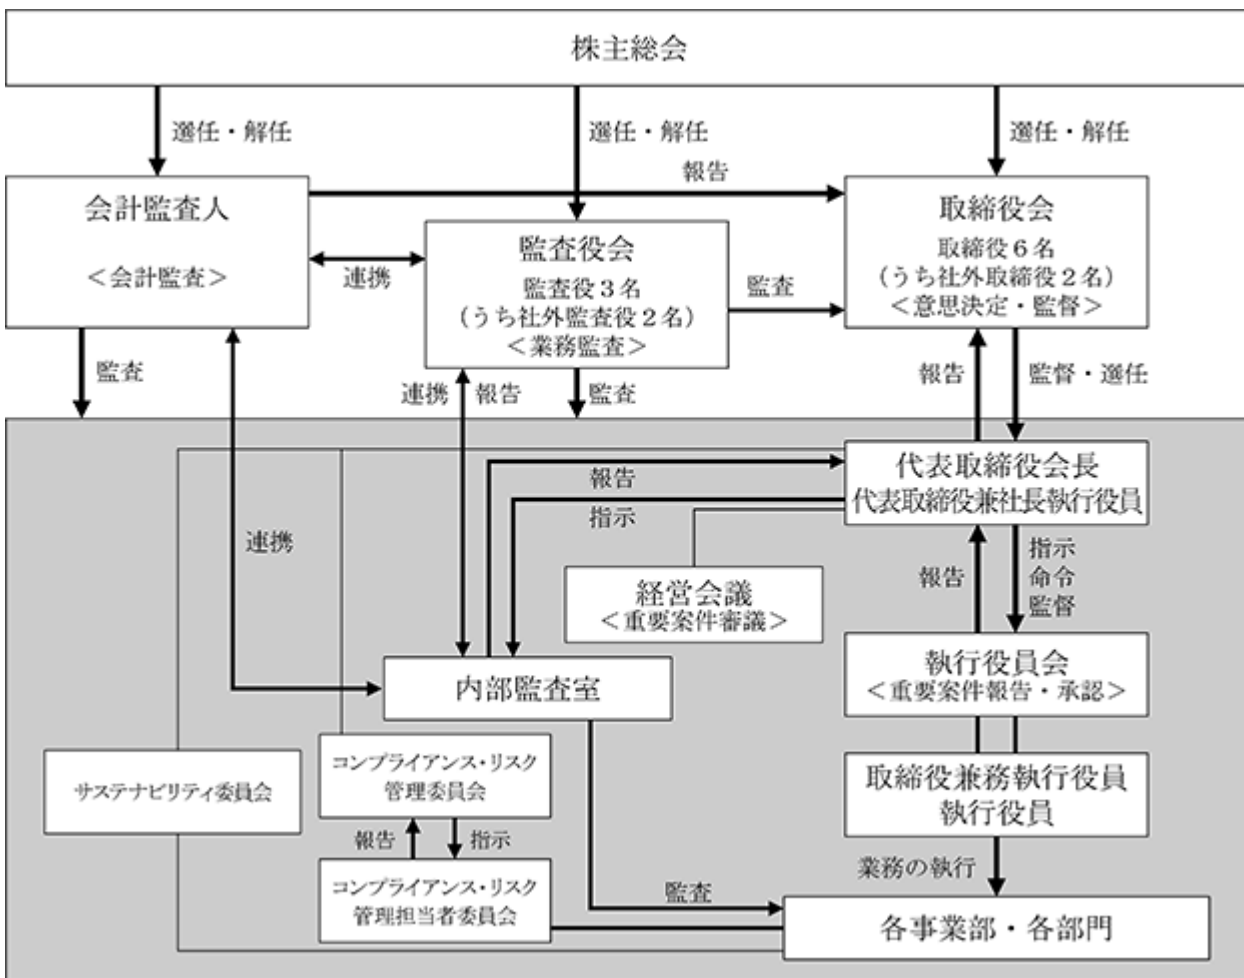 株主総会
選任・解任
選任・解任
選任・解任
報告
会計監査人
＜会計監査＞
連携
監査役会
監査役３名
（うち社外監査役２名）
＜業務監査＞
監査
取締役会
取締役６名
（うち社外取締役２名）
＜意思決定・監督＞
監査
連携
報告
監査
報告
監督・選任
代表取締役会長
代表取締役兼社長執行役員
報告
指示
連携
経営会議
＜重要案件審議＞
報告
指示
命令
監督
執行役員会
＜重要案件報告・承認＞
内部監査室
サステナビリティ委員会
コンプライアンス・リスク
管理委員会
取締役兼務執行役員
執行役員
報告
指示
業務の執行
コンプライアンス・リスク
管理担当者委員会
監査
各事業部・各部門